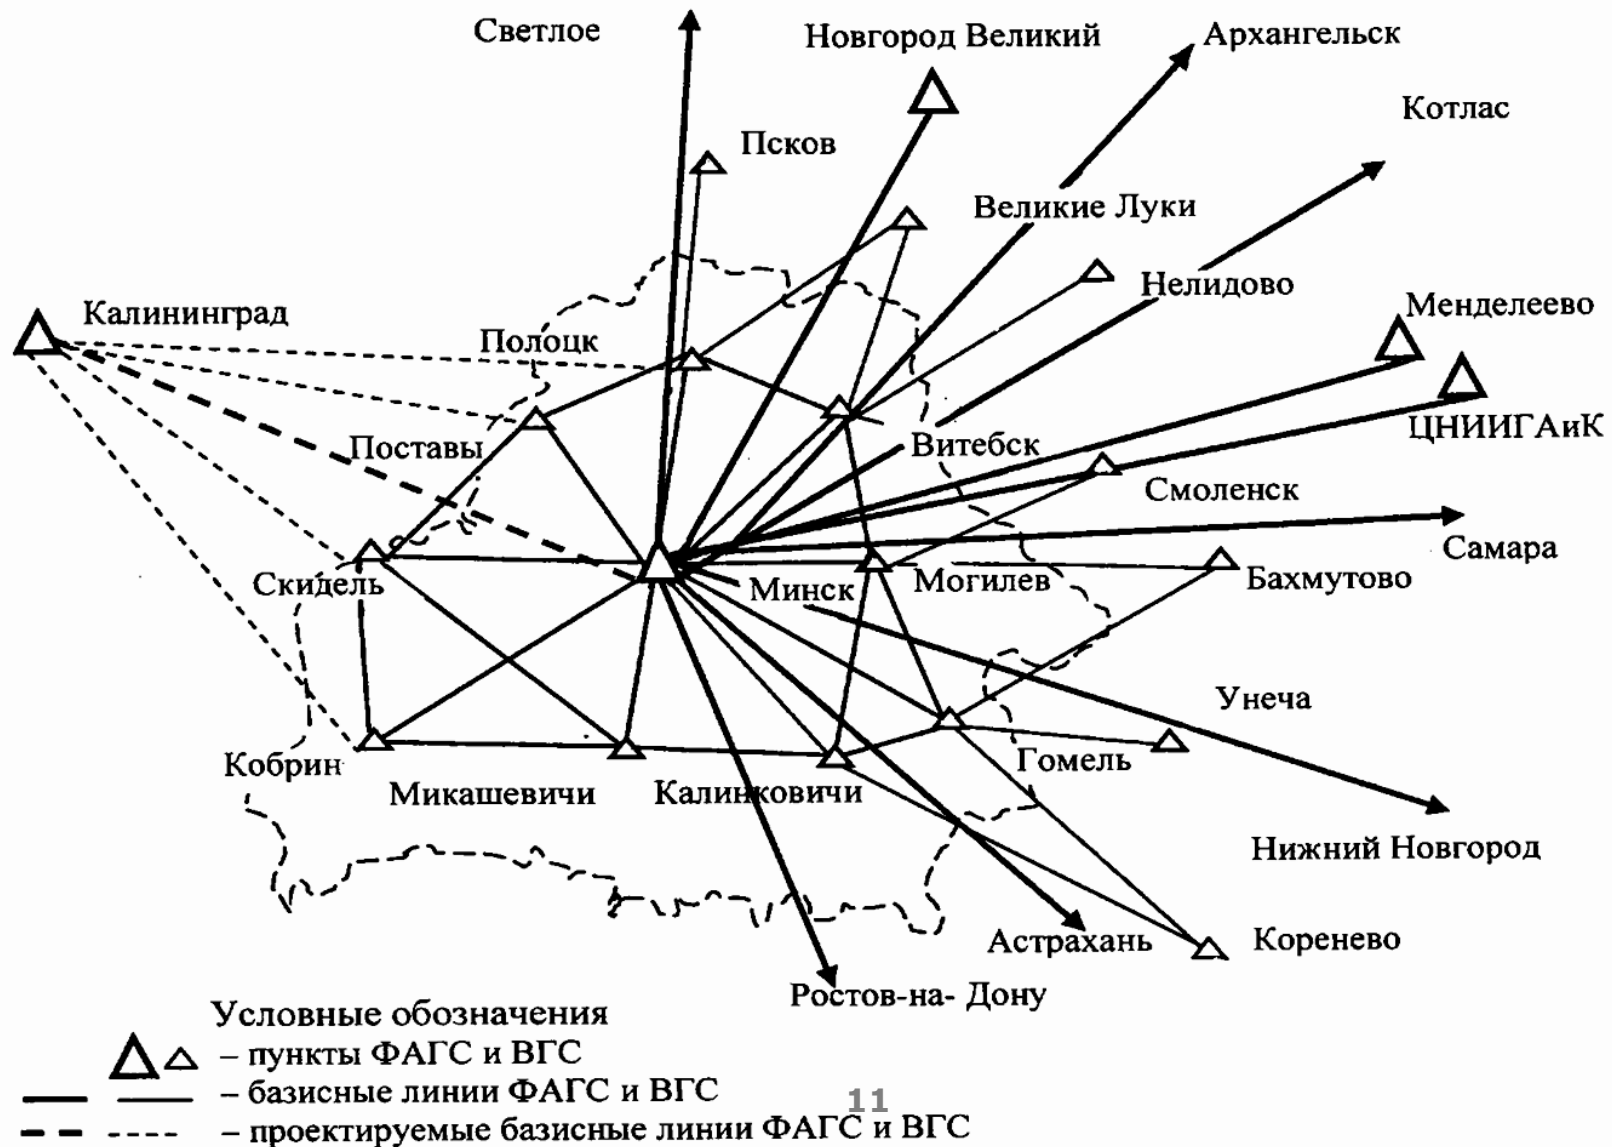 Светлое
Новгород Великий
Архангельск
Котлас
Псков
Великие Луки
Нелидово
Калининград
Менделеево
Полоцк
ЦНИИГАиК
Поставы
Витебск
Смоленск
Самара
Скидель
Минск
Могилев
Бахмутово
Унеча
Кобрин
Гомель
Микашевичи
Калинковичи
Нижний Новгород
Астрахань
Коренево
Ростов-на- Дону
Условные обозначения
– пункты ФАГС и ВГС
– базисные линии ФАГС и ВГС
11
– проектируемые базисные линии ФАГС и ВГС